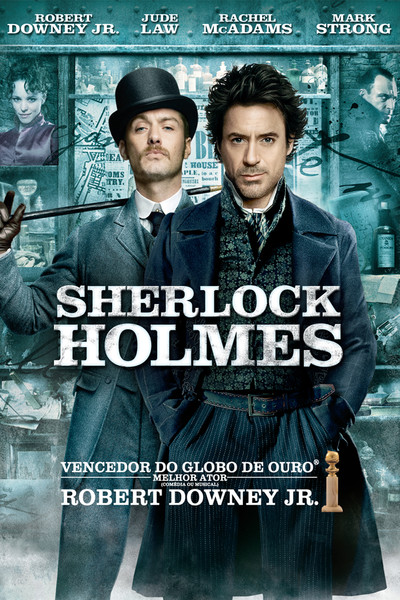 ROBERT DOWNEY JR. JUDE LAW RACHEL McADAMS MARK STRONG
HOUSE
SHERLOCK
HOLMES
VENCEDOR DO GLOBO DE OURO®
MELHOR ATOR
(COMÉDIA OU MUSICAL)
ROBERT DOWNEY JR.